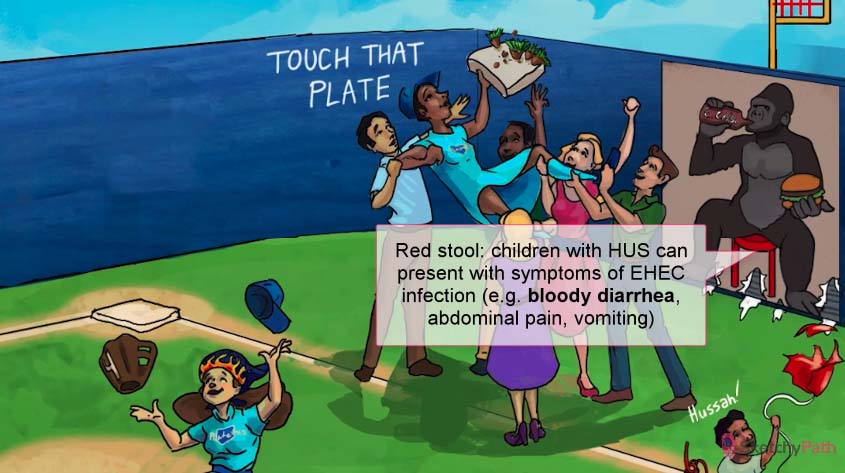 TOUCH THAT
PLATE
Red stool: children with HUS can
present with symptoms of EHEC
infection (e.g. bloody diarrhea,
abdominal pain, vomiting)
Hussah!
SketchyPath